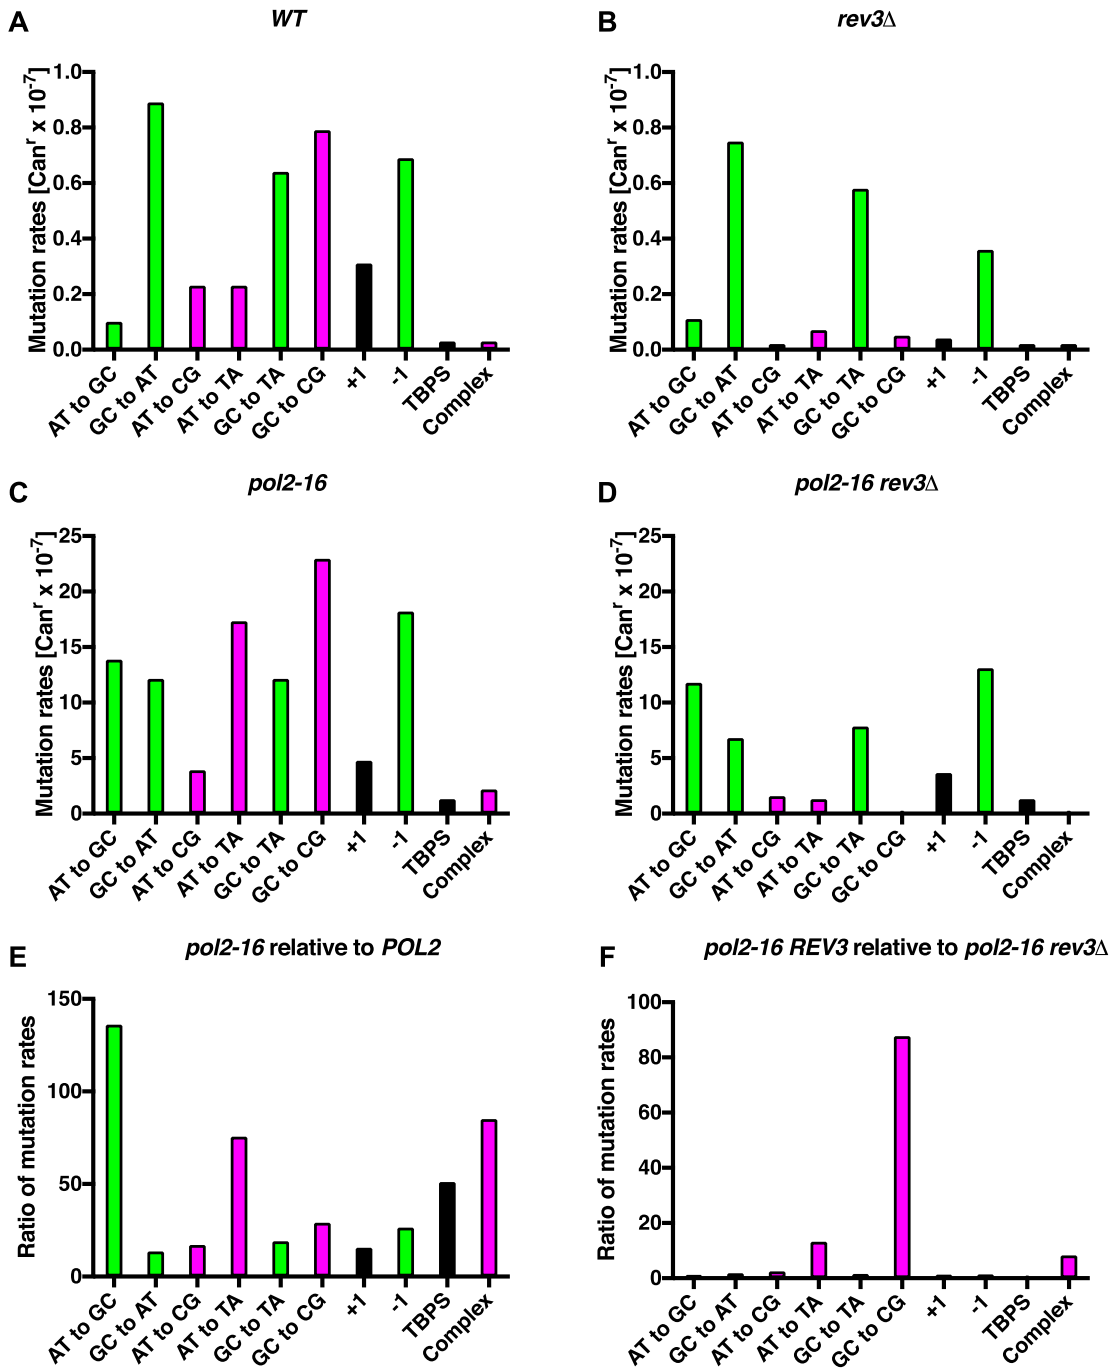 A
WT
Mutation rates [Canʳ x 10⁻⁷]
1.0
0.8
0.6
0.4
0.2
0.0
AT to GC
GC to AT
AT to CG
AT to TA
GC to TA
GC to CG
+1
-1
TBPS
Complex
B
rev3Δ
Mutation rates [Canʳ x 10⁻⁷]
1.0
0.8
0.6
0.4
0.2
0.0
AT to GC
GC to AT
AT to CG
AT to TA
GC to TA
GC to CG
+1
-1
TBPS
Complex
C
pol2-16
Mutation rates [Canʳ x 10⁻⁷]
25
20
15
10
5
0
AT to GC
GC to AT
AT to CG
AT to TA
GC to TA
GC to CG
+1
-1
TBPS
Complex
D
pol2-16 rev3Δ
Mutation rates [Canʳ x 10⁻⁷]
25
20
15
10
5
0
AT to GC
GC to AT
AT to CG
AT to TA
GC to TA
GC to CG
+1
-1
TBPS
Complex
E
pol2-16 relative to POL2
Ratio of mutation rates
150
100
50
0
AT to GC
GC to AT
AT to CG
AT to TA
GC to TA
GC to CG
+1
-1
TBPS
Complex
F
pol2-16 REV3 relative to pol2-16 rev3Δ
Ratio of mutation rates
100
80
60
40
20
0
AT to GC
GC to AT
AT to CG
AT to TA
GC to TA
GC to CG
+1
-1
TBPS
Complex